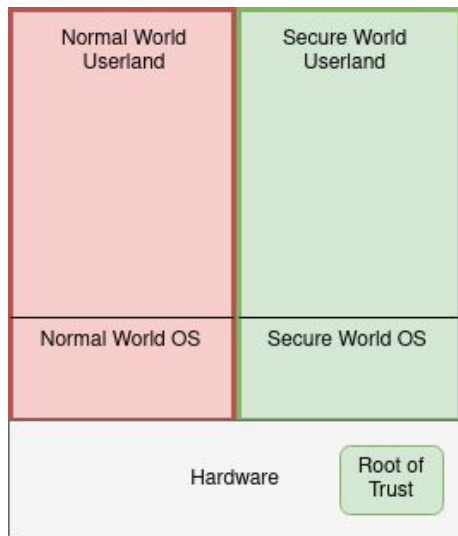 Normal World
Userland
Secure World
Userland
Normal World OS
Secure World OS
Hardware
Root of
Trust